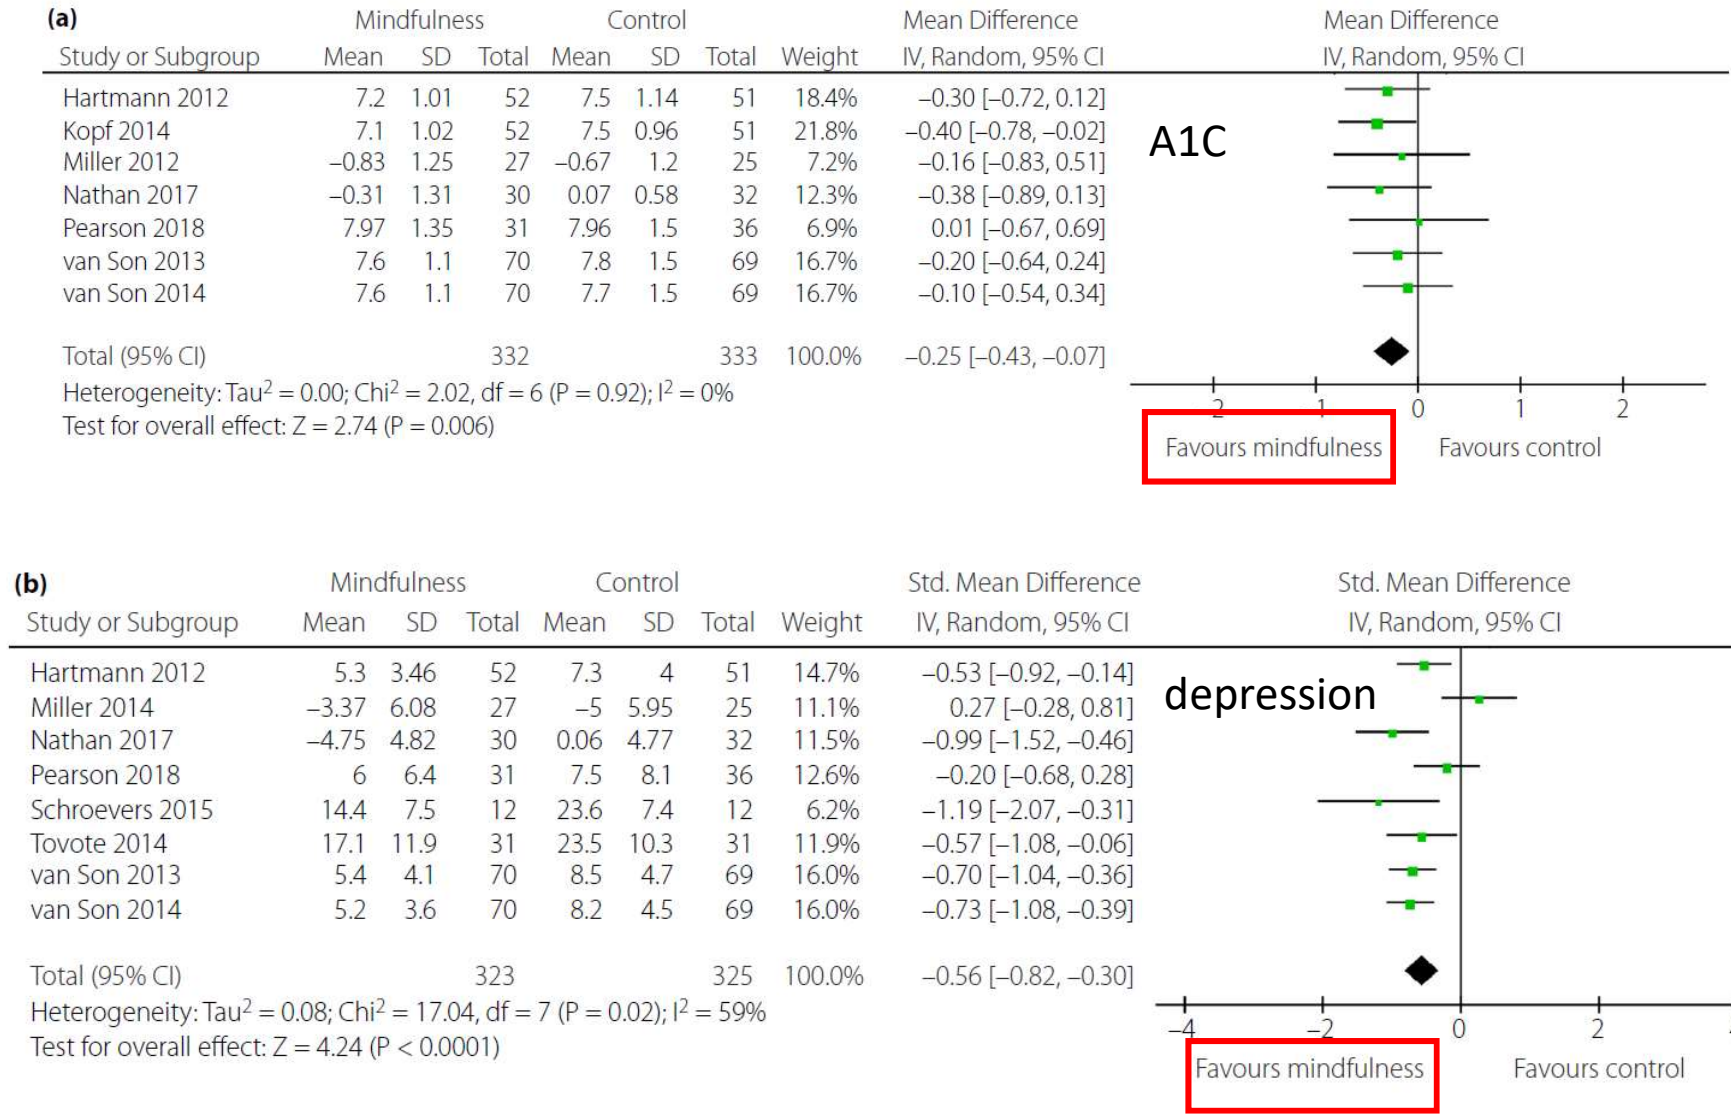 (a) Mindfulness Control Mean Difference Mean Difference
Study or Subgroup Mean SD Total Mean SD Total Weight IV, Random, 95% CI IV, Random, 95% CI
Hartmann 2012 7.2 1.01 52 7.5 1.14 51 18.4% −0.30 [−0.72, 0.12]
Kopf 2014 7.1 1.02 52 7.5 0.96 51 21.8% −0.40 [−0.78, −0.02]
A1C
Miller 2012 −0.83 1.25 27 −0.67 1.2 25 7.2% −0.16 [−0.83, 0.51]
Nathan 2017 −0.31 1.31 30 0.07 0.58 32 12.3% −0.38 [−0.89, 0.13]
Pearson 2018 7.97 1.35 31 7.96 1.5 36 6.9% 0.01 [−0.67, 0.69]
van Son 2013 7.6 1.1 70 7.8 1.5 69 16.7% −0.20 [−0.64, 0.24]
van Son 2014 7.6 1.1 70 7.7 1.5 69 16.7% −0.10 [−0.54, 0.34]
Total (95% CI) 332 333 100.0% −0.25 [−0.43, −0.07]
Heterogeneity: Tau² = 0.00; Chi² = 2.02, df = 6 (P = 0.92); I² = 0%
Test for overall effect: Z = 2.74 (P = 0.006)
−2 −1 0 1 2
Favours mindfulness Favours control
(b) Mindfulness Control Std. Mean Difference Std. Mean Difference
Study or Subgroup Mean SD Total Mean SD Total Weight IV, Random, 95% CI IV, Random, 95% CI
Hartmann 2012 5.3 3.46 52 7.3 4 51 14.7% −0.53 [−0.92, −0.14]
depression
Miller 2014 −3.37 6.08 27 −5 5.95 25 11.1% 0.27 [−0.28, 0.81]
Nathan 2017 −4.75 4.82 30 0.06 4.77 32 11.5% −0.99 [−1.52, −0.46]
Pearson 2018 6 6.4 31 7.5 8.1 36 12.6% −0.20 [−0.68, 0.28]
Schroevers 2015 14.4 7.5 12 23.6 7.4 12 6.2% −1.19 [−2.07, −0.31]
Tovote 2014 17.1 11.9 31 23.5 10.3 31 11.9% −0.57 [−1.08, −0.06]
van Son 2013 5.4 4.1 70 8.5 4.7 69 16.0% −0.70 [−1.04, −0.36]
van Son 2014 5.2 3.6 70 8.2 4.5 69 16.0% −0.73 [−1.08, −0.39]
Total (95% CI) 323 325 100.0% −0.56 [−0.82, −0.30]
Heterogeneity: Tau² = 0.08; Chi² = 17.04, df = 7 (P = 0.02); I² = 59%
Test for overall effect: Z = 4.24 (P < 0.0001)
−4 −2 0 2
Favours mindfulness Favours control